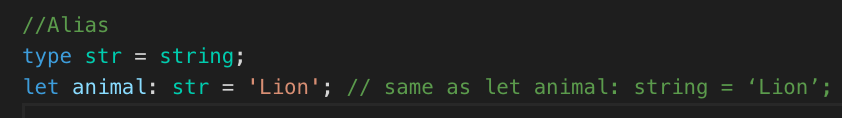 //Alias
type str = string;
let animal: str = 'Lion'; // same as let animal: string = ‘Lion’;